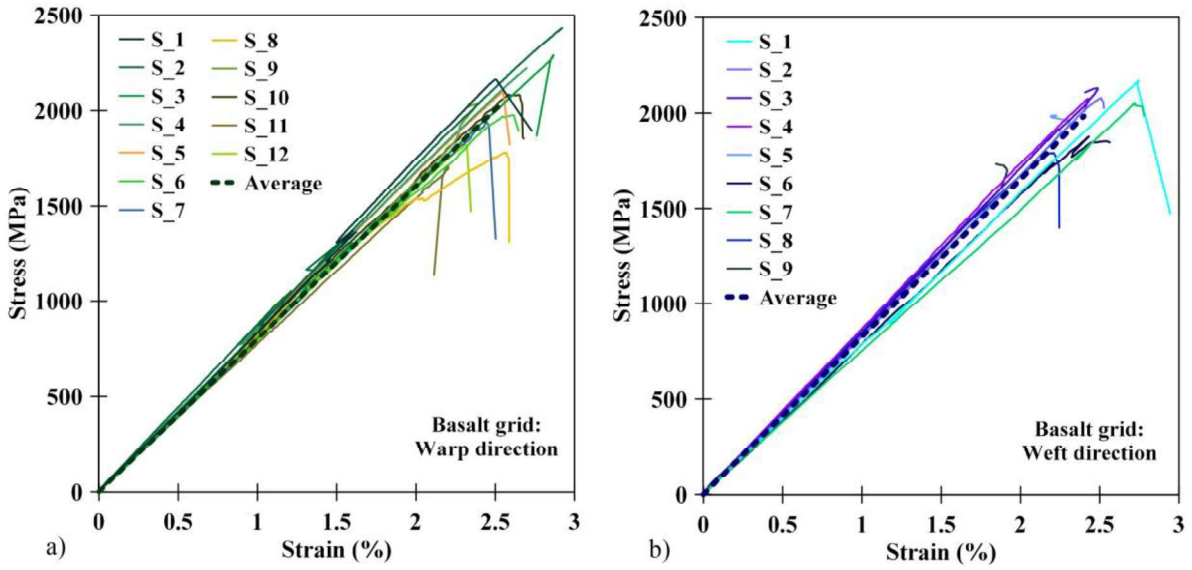 2500
2000
1500
1000
500
0
Stress (MPa)
S_1
S_2
S_3
S_4
S_5
S_6
S_7
S_8
S_9
S_10
S_11
S_12
Average
Basalt grid:
Warp direction
0 0.5 1 1.5 2 2.5 3
a) Strain (%)
2500
2000
1500
1000
500
0
Stress (MPa)
S_1
S_2
S_3
S_4
S_5
S_6
S_7
S_8
S_9
Average
Basalt grid:
Weft direction
0 0.5 1 1.5 2 2.5 3
b) Strain (%)